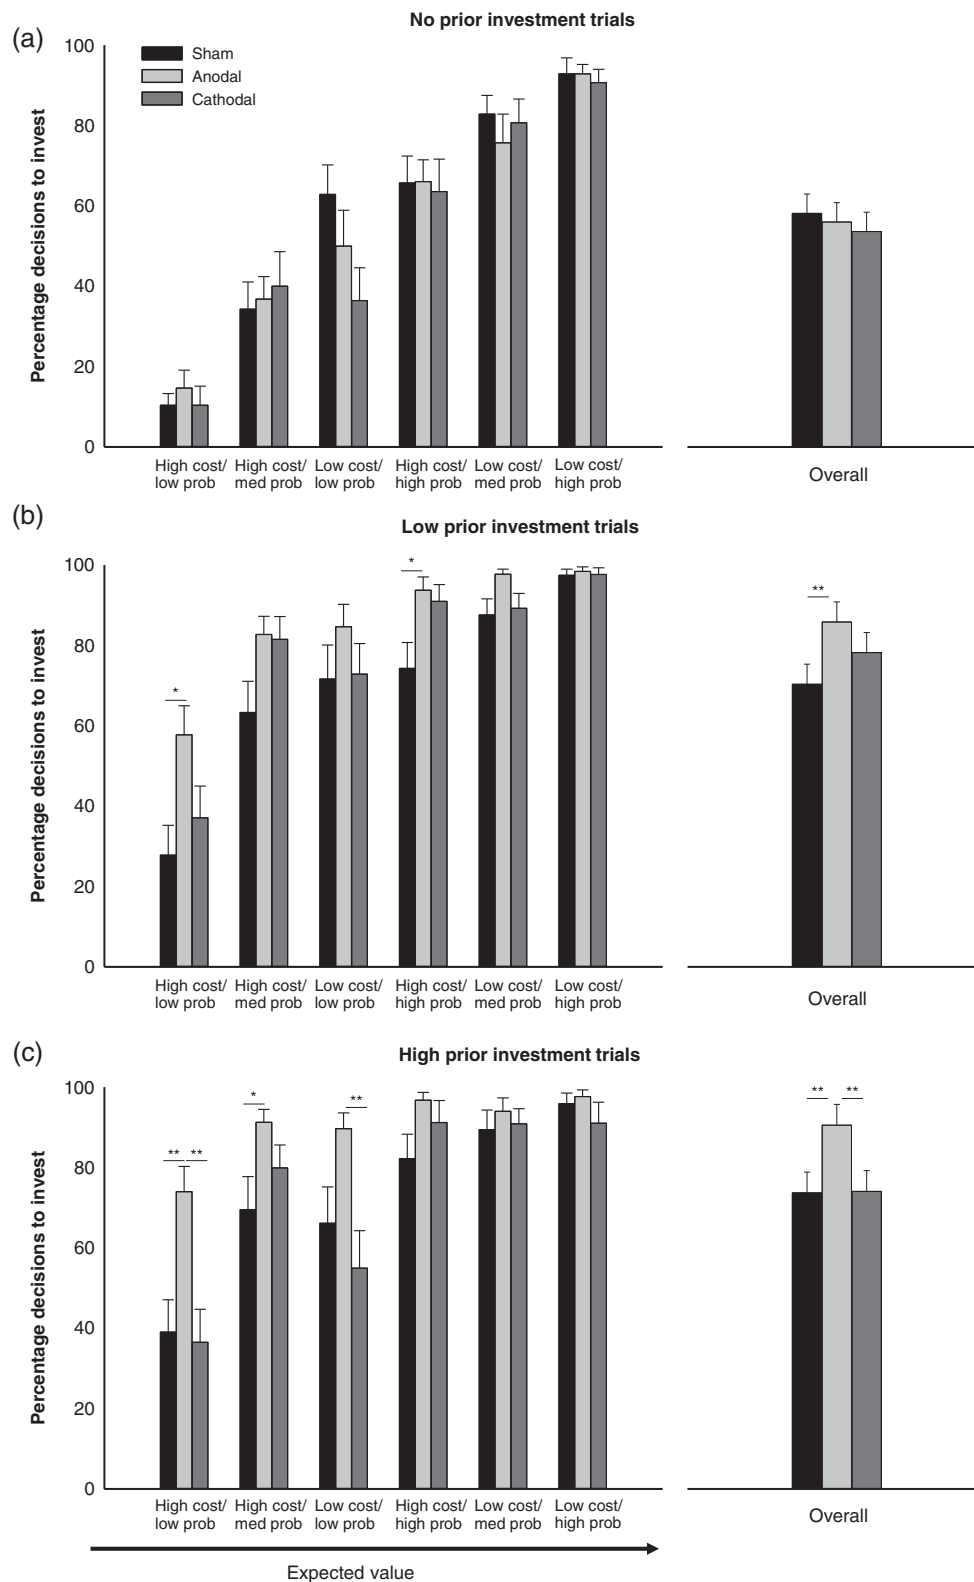 No prior investment trials
(a)
Percentage decisions to invest
100
80
60
40
20
0
Sham
Anodal
Cathodal
High cost/ High cost/ Low cost/ High cost/ Low cost/ Low cost/
low prob med prob low prob high prob med prob high prob
Overall
(b)
Low prior investment trials
Percentage decisions to invest
100
80
60
40
20
0
*
*
**
High cost/ High cost/ Low cost/ High cost/ Low cost/ Low cost/
low prob med prob low prob high prob med prob high prob
Overall
(c)
High prior investment trials
Percentage decisions to invest
100
80
60
40
20
0
** **
*
**
** **
High cost/ High cost/ Low cost/ High cost/ Low cost/ Low cost/
low prob med prob low prob high prob med prob high prob
Overall
Expected value